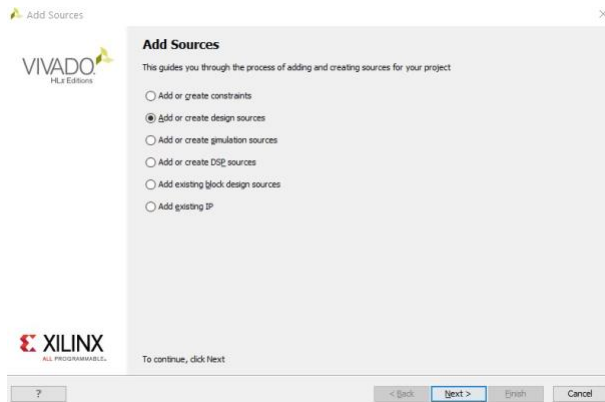 Add Sources
VIVADO
HLx Editions
Add Sources
This guides you through the process of adding and creating sources for your project
Add or create constraints
Add or create design sources
Add or create simulation sources
Add or create DSP sources
Add existing block design sources
Add existing IP
XILINX
ALL PROGRAMMABLE.
To continue, click Next
?
< Back
Next >
Finish
Cancel